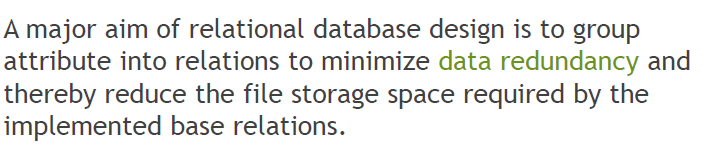 A major aim of relational database design is to group
attribute into relations to minimize data redundancy and
thereby reduce the file storage space required by the
implemented base relations.